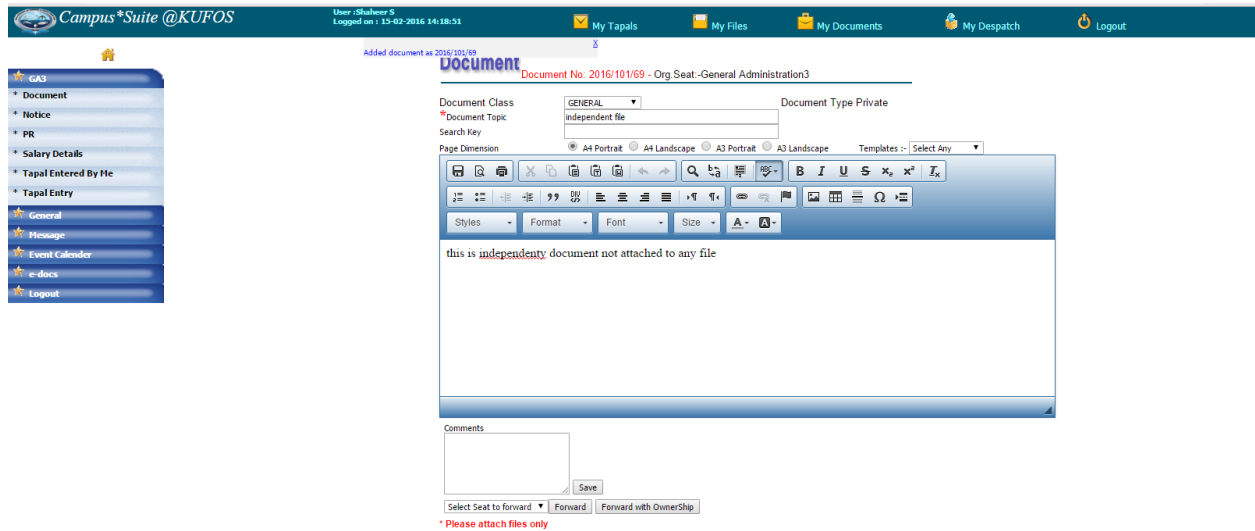 Campus*Suite @KUFOS
User :Shaheer S
Logged on : 15-02-2016 14:18:51
My Tapals
My Files
My Documents
My Despatch
Logout
X
Added document as 2016/101/69
GA3
* Document
* Notice
* PR
* Salary Details
* Tapal Entered By Me
* Tapal Entry
General
Message
Event Calender
e-docs
Logout
Document
Document No: 2016/101/69 - Org.Seat:-General Administration3
Document Class GENERAL Document Type Private
*Document Topic independent file
Search Key
Page Dimension A4 Portrait A4 Landscape A3 Portrait A3 Landscape Templates :- Select Any
ABC
B I U S x₂ x² Tx
DIV
Ω
Styles Format Font Size A A
this is independenty document not attached to any file
Comments
Save
Select Seat to forward Forward Forward with OwnerShip
* Please attach files only